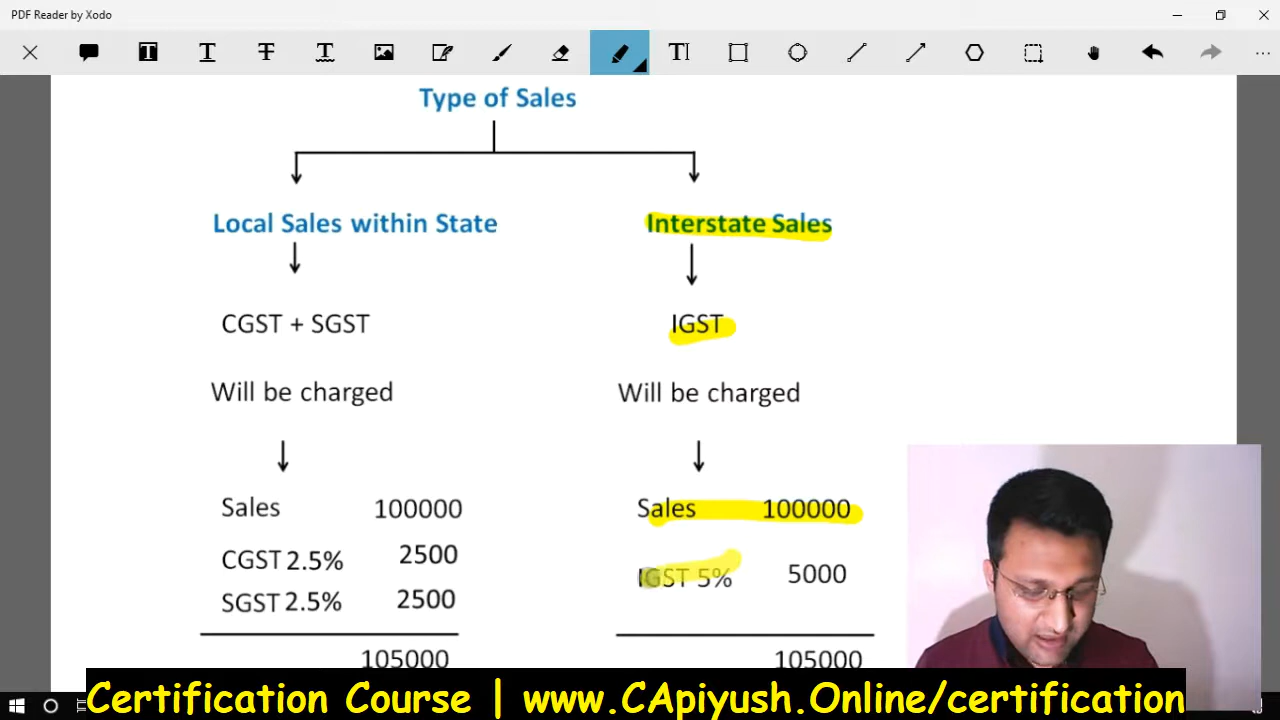 PDF Reader by Xodo
Type of Sales
Local Sales within State
Interstate Sales
CGST + SGST
IGST
Will be charged
Will be charged
Sales 100000
CGST 2.5% 2500
SGST 2.5% 2500
105000
Sales 100000
IGST 5% 5000
105000
Certification Course | www.CApiyush.Online/certification